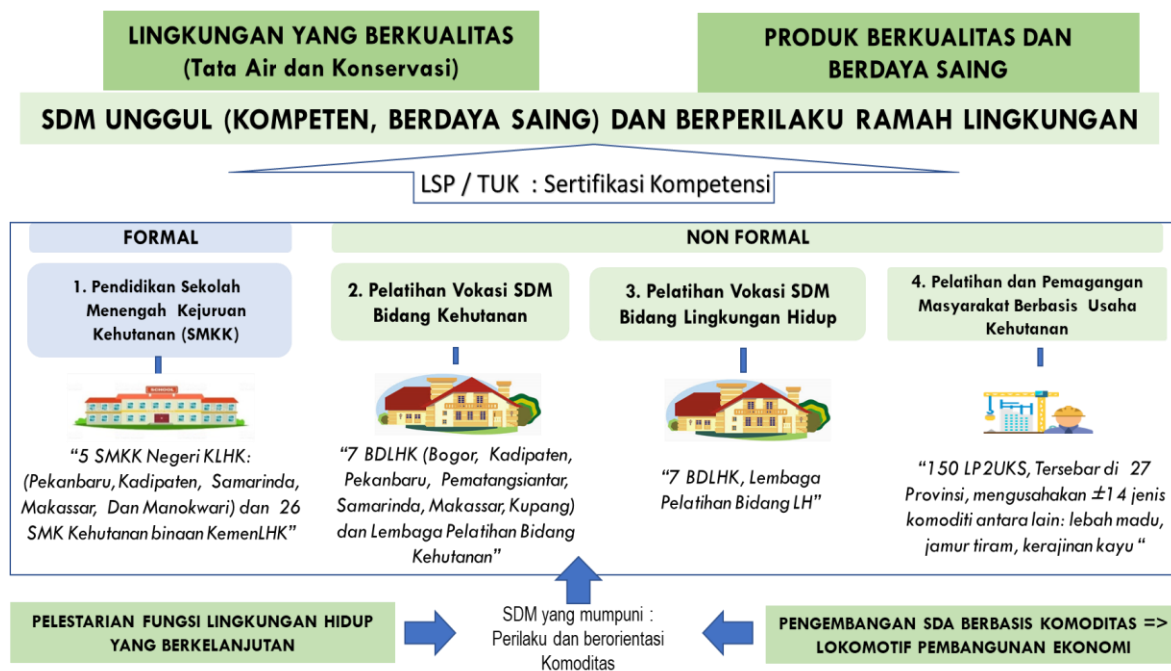 LINGKUNGAN YANG BERKUALITAS
(Tata Air dan Konservasi)
PRODUK BERKUALITAS DAN
BERDAYA SAING
SDM UNGGUL (KOMPETEN, BERDAYA SAING) DAN BERPERILAKU RAMAH LINGKUNGAN
LSP / TUK : Sertifikasi Kompetensi
FORMAL
NON FORMAL
1. Pendidikan Sekolah
Menengah Kejuruan
Kehutanan (SMKK)
2. Pelatihan Vokasi SDM
Bidang Kehutanan
3. Pelatihan Vokasi SDM
Bidang Lingkungan Hidup
4. Pelatihan dan Pemagangan
Masyarakat Berbasis Usaha
Kehutanan
“5 SMKK Negeri KLHK:
(Pekanbaru, Kadipaten, Samarinda,
Makassar, Dan Manokwari) dan 26
SMK Kehutanan binaan KemenLHK”
“7 BDLHK (Bogor, Kadipaten,
Pekanbaru, Pematangsiantar,
Samarinda, Makassar, Kupang)
dan Lembaga Pelatihan Bidang
Kehutanan”
“7 BDLHK, Lembaga
Pelatihan Bidang LH”
“150 LP2UKS, Tersebar di 27
Provinsi, mengusahakan ±14 jenis
komoditi antara lain: lebah madu,
jamur tiram, kerajinan kayu “
PELESTARIAN FUNGSI LINGKUNGAN HIDUP
YANG BERKELANJUTAN
SDM yang mumpuni :
Perilaku dan berorientasi
Komoditas
PENGEMBANGAN SDA BERBASIS KOMODITAS =>
LOKOMOTIF PEMBANGUNAN EKONOMI